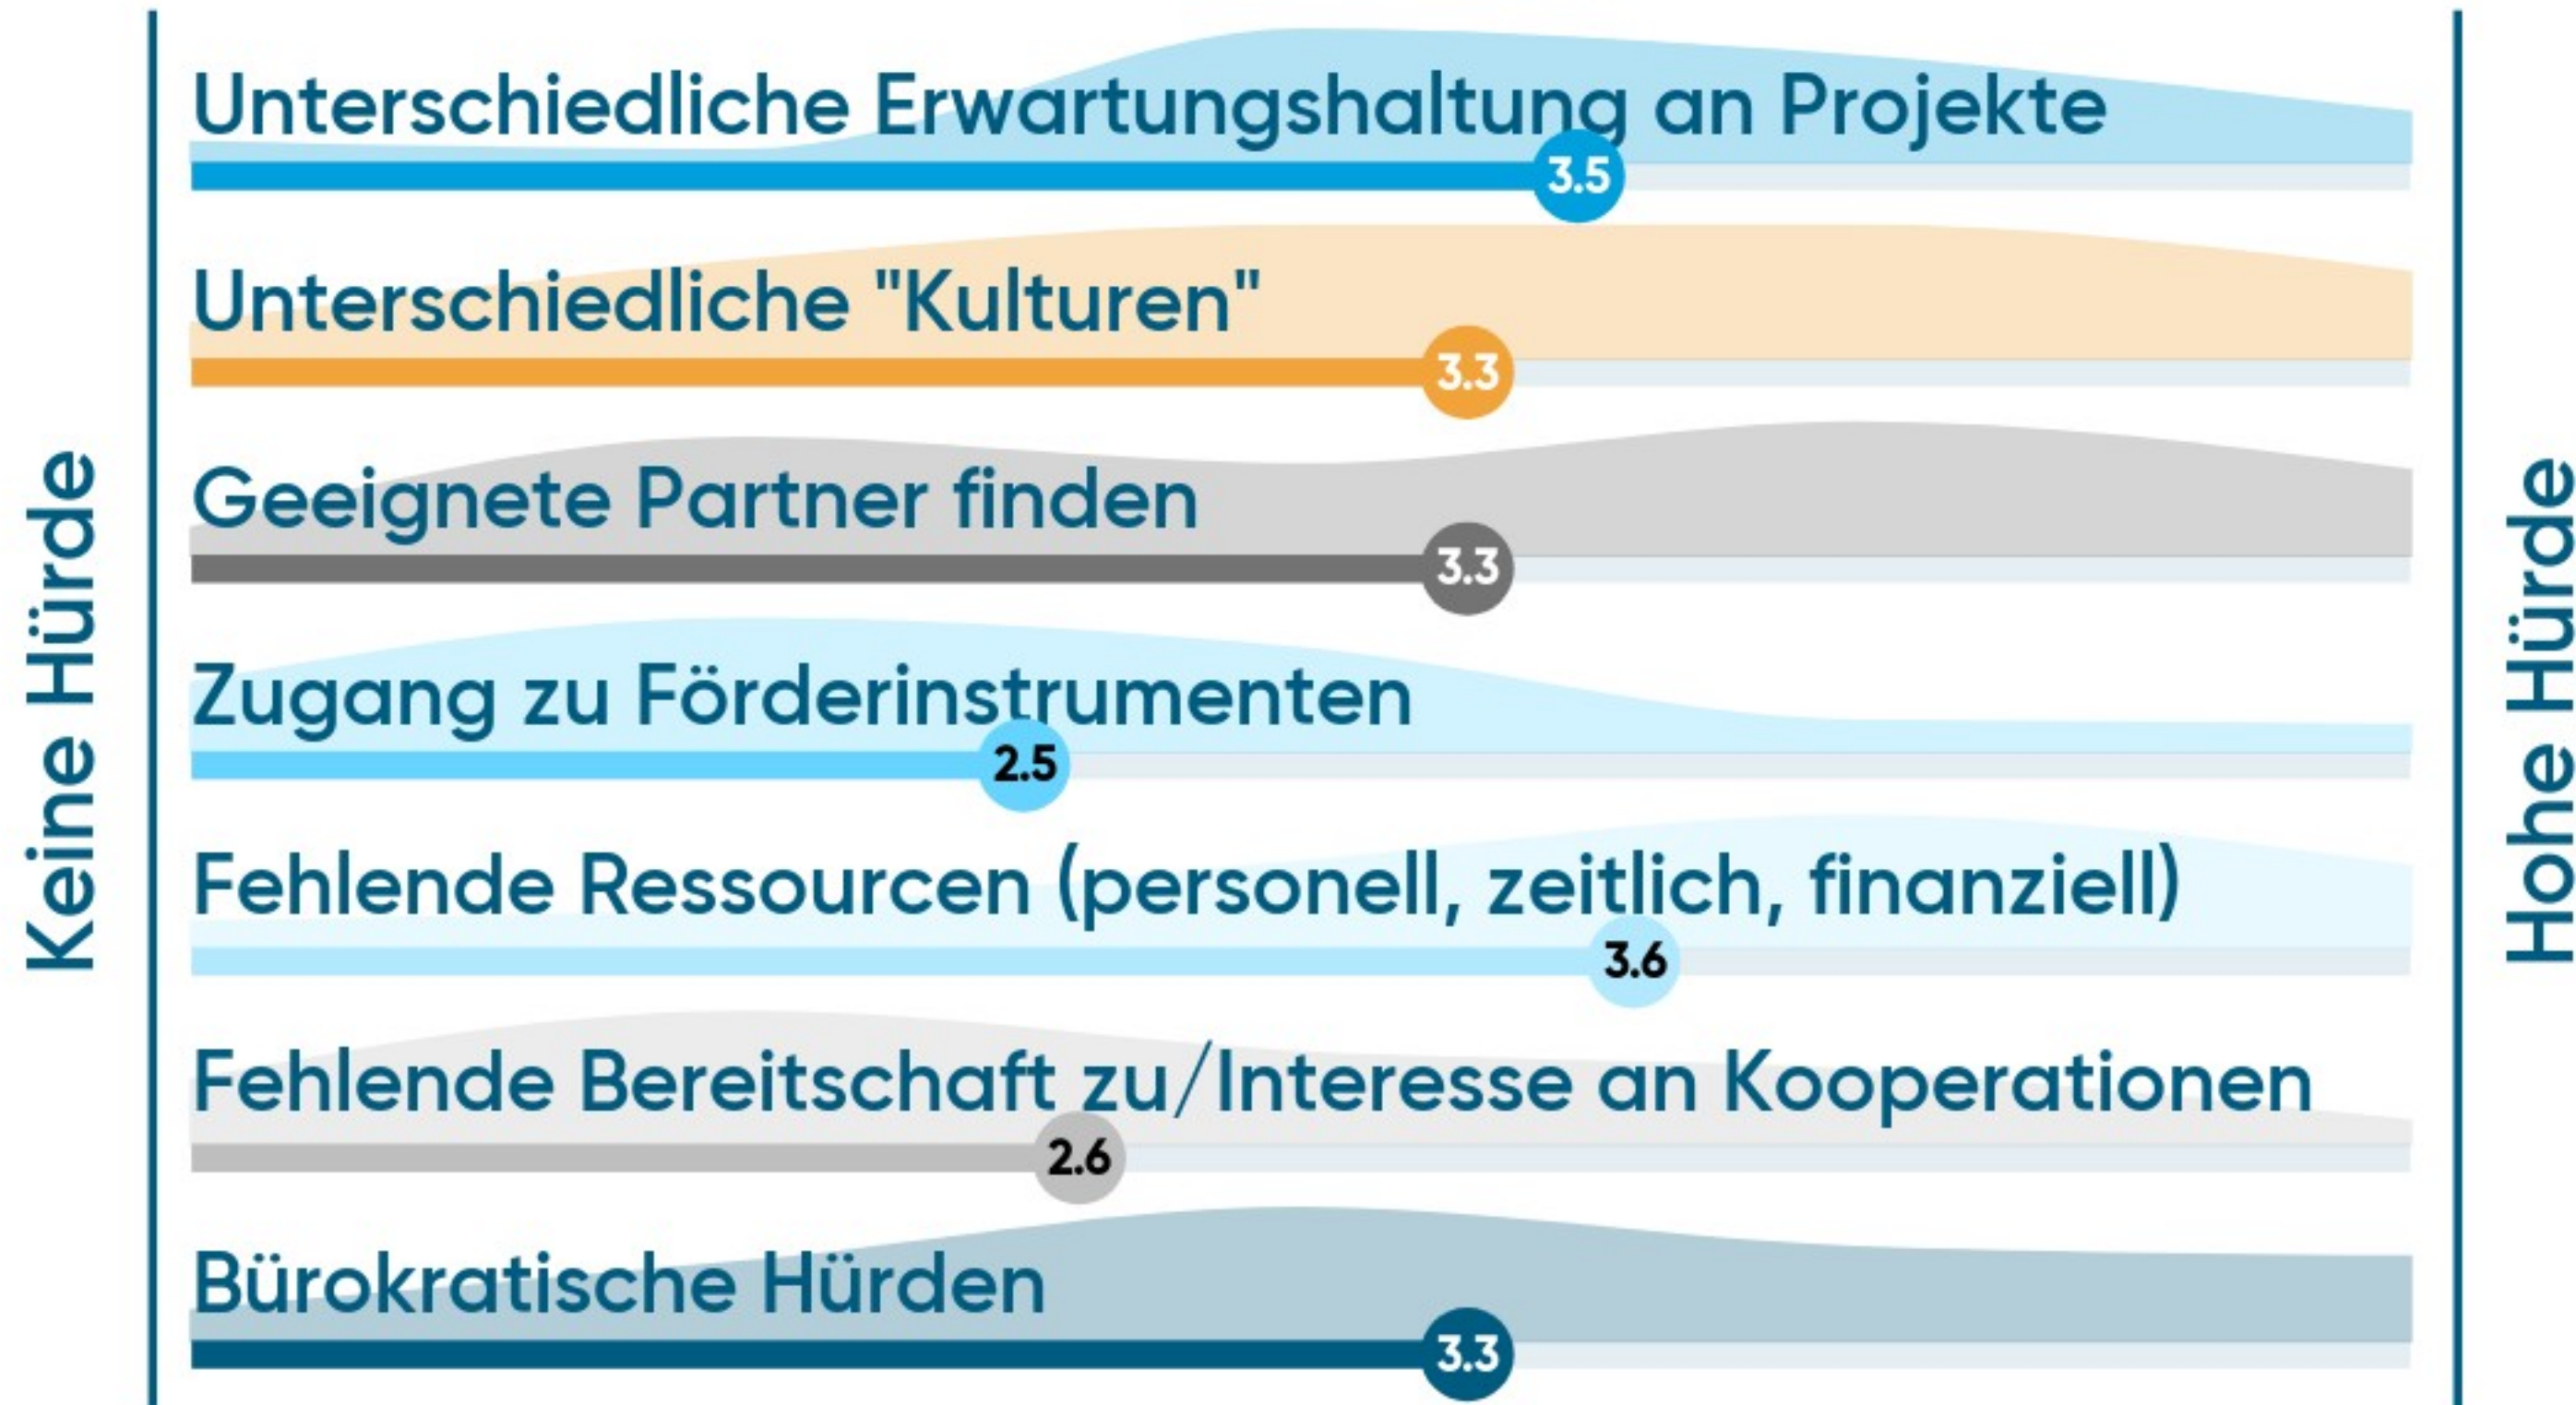 Keine Hürde
Unterschiedliche Erwartungshaltung an Projekte
3.5
Unterschiedliche "Kulturen"
3.3
Geeignete Partner finden
3.3
Zugang zu Förderinstrumenten
2.5
Fehlende Ressourcen (personell, zeitlich, finanziell)
3.6
Fehlende Bereitschaft zu/Interesse an Kooperationen
2.6
Bürokratische Hürden
3.3
Hohe Hürde